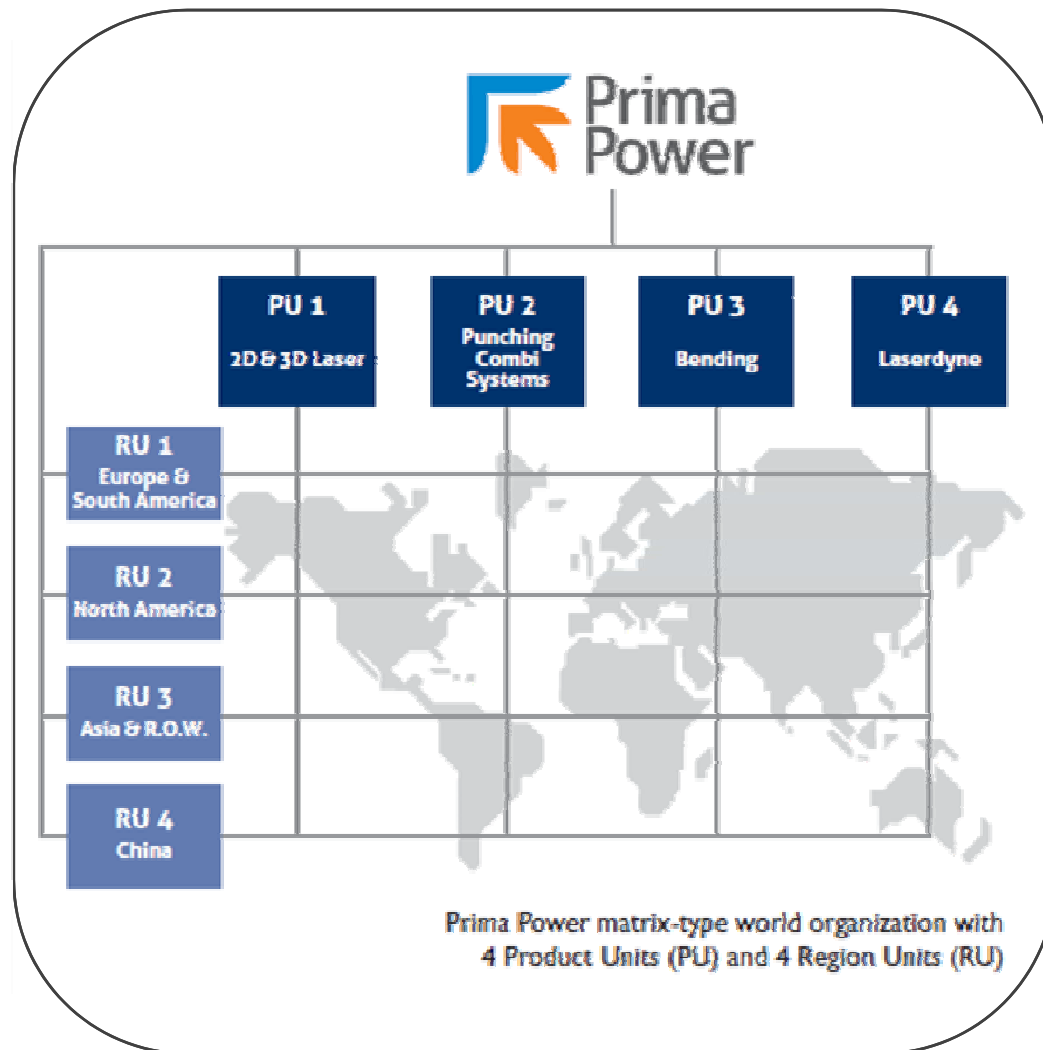 Prima
Power
PU 1
2D & 3D Laser
PU 2
Punching
Combi
Systems
PU 3
Bending
PU 4
Laserdyne
RU 1
Europe &
South America
RU 2
North America
RU 3
Asia & R.O.W.
RU 4
China
Prima Power matrix-type world organization with
4 Product Units (PU) and 4 Region Units (RU)